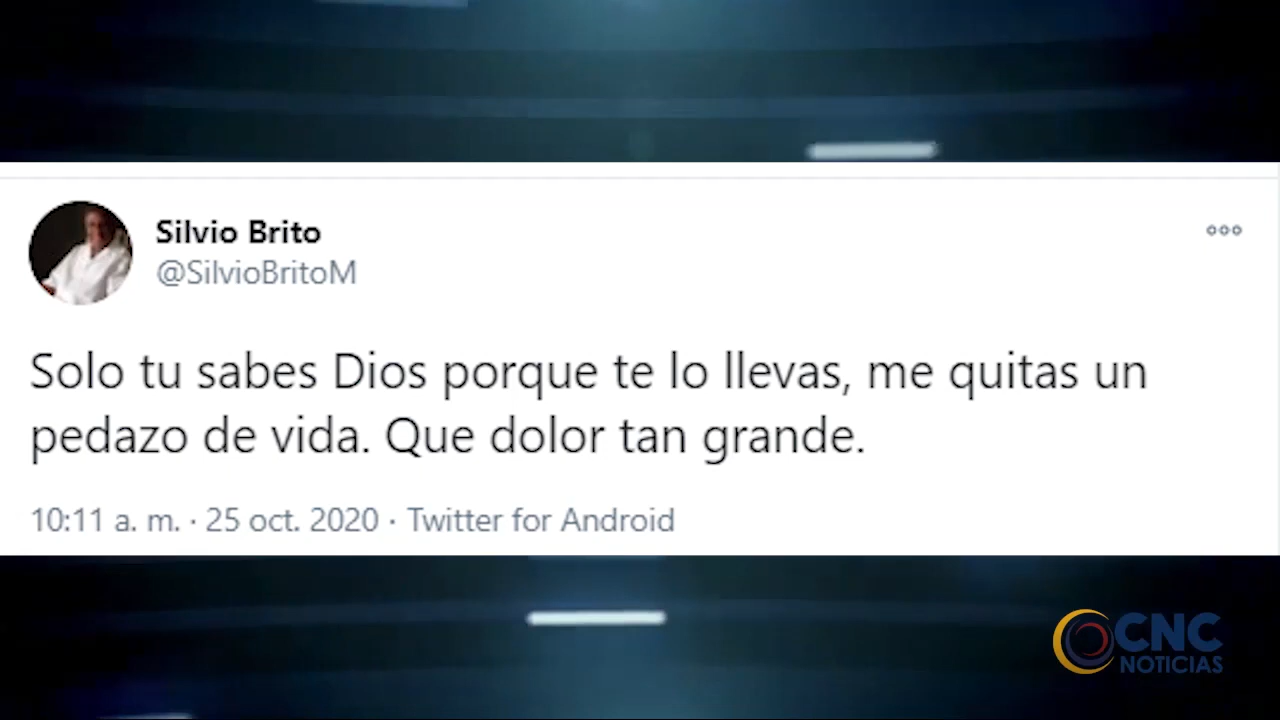 Silvio Brito
@SilvioBritoM
Solo tu sabes Dios porque te lo llevas, me quitas un
pedazo de vida. Que dolor tan grande.
10:11 a. m. · 25 oct. 2020 · Twitter for Android
CNC
NOTICIAS